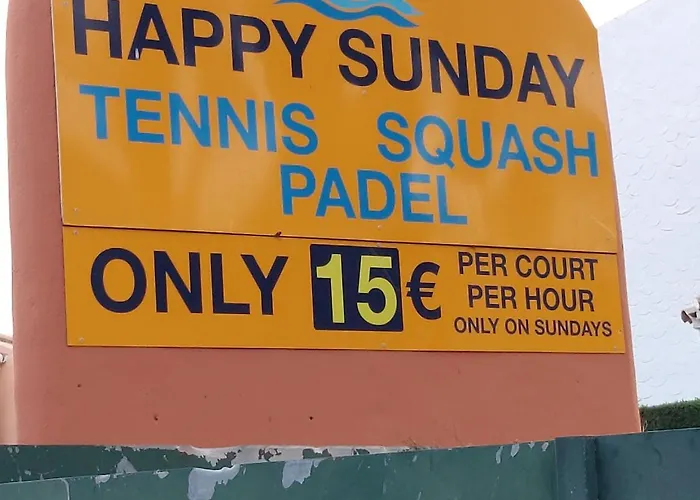 HAPPY SUNDAY
TENNIS SQUASH
PADEL
ONLY 15€ PER COURT
PER HOUR
ONLY ON SUNDAYS